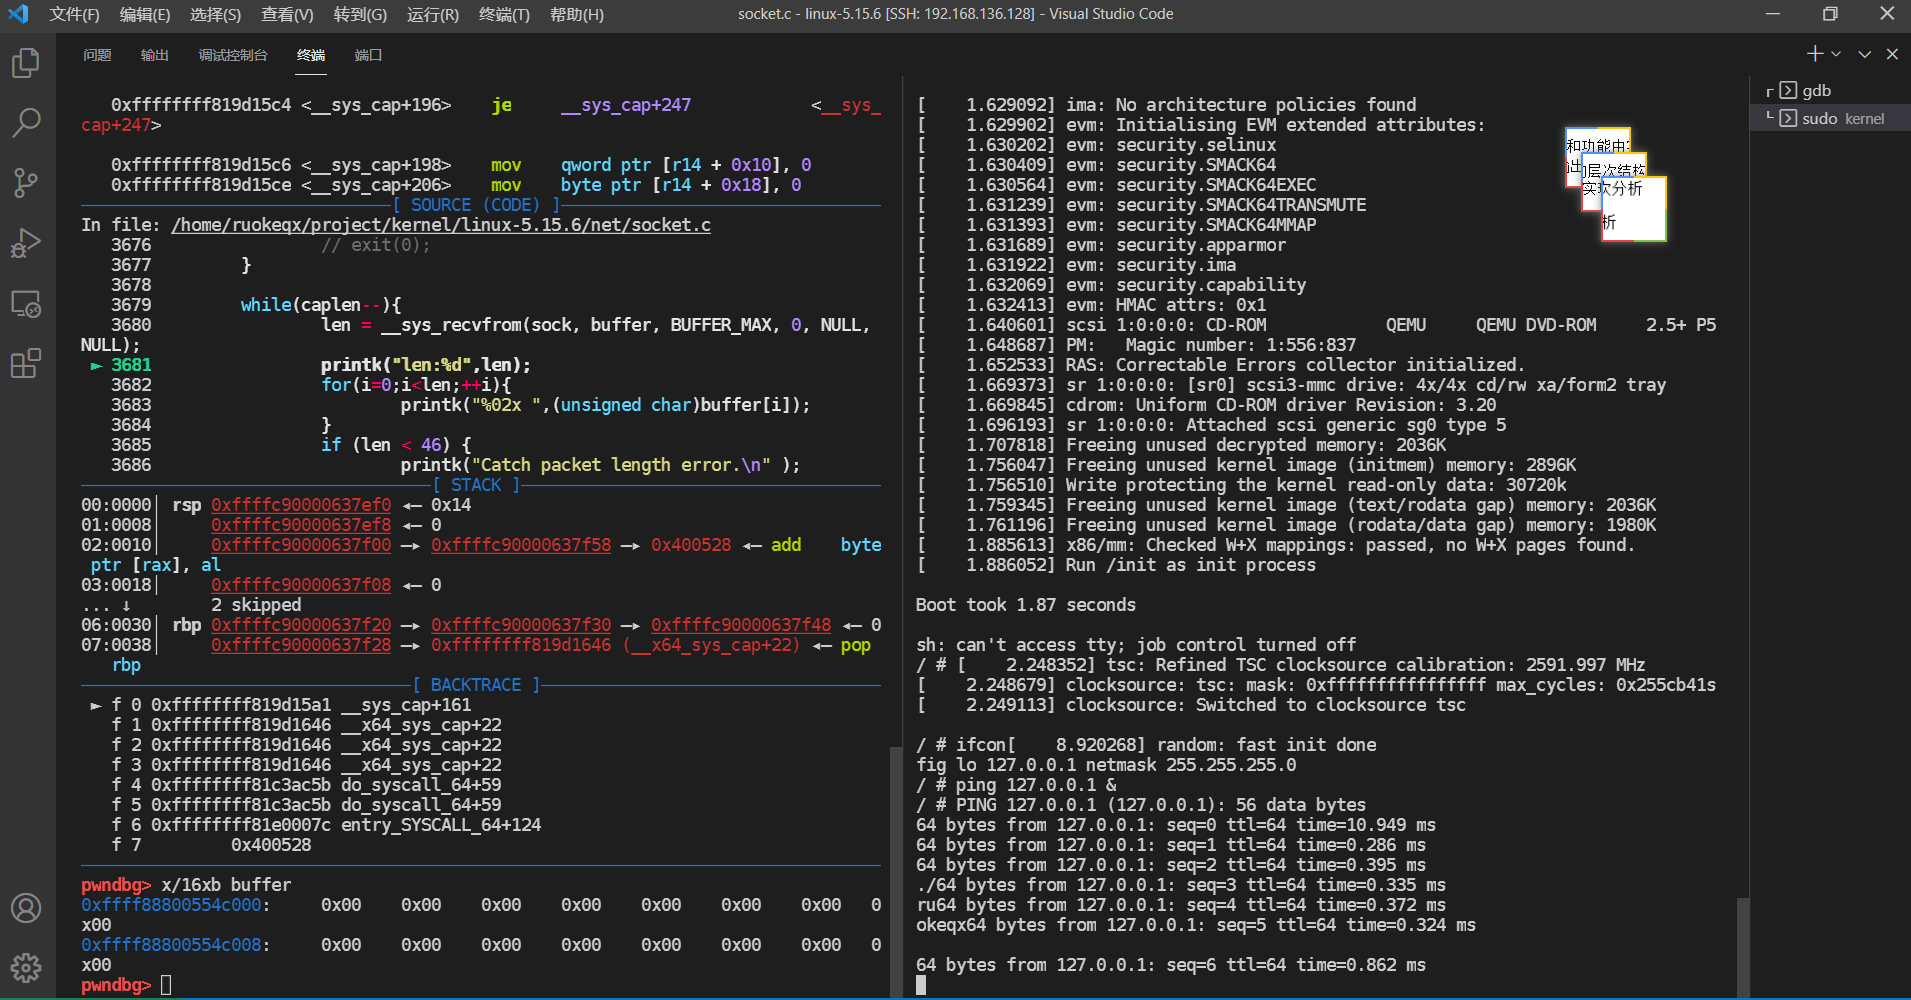 文件(F) 编辑(E) 选择(S) 查看(V) 转到(G) 运行(R) 终端(T) 帮助(H) socket.c - linux-5.15.6 [SSH: 192.168.136.128] - Visual Studio Code
问题 输出 调试控制台 终端 端口
0xffffffff819d15c4 <__sys_cap+196> je __sys_cap+247 <__sys_
cap+247>
0xffffffff819d15c6 <__sys_cap+198> mov qword ptr [r14 + 0x10], 0
0xffffffff819d15ce <__sys_cap+206> mov byte ptr [r14 + 0x18], 0
[ SOURCE (CODE) ]
In file: /home/ruokeqx/project/kernel/linux-5.15.6/net/socket.c
3676 // exit(0);
3677 }
3678
3679 while(caplen--){
3680 len = __sys_recvfrom(sock, buffer, BUFFER_MAX, 0, NULL,
NULL);
► 3681 printk("len:%d",len);
3682 for(i=0;i<len;++i){
3683 printk("%02x ",(unsigned char)buffer[i]);
3684 }
3685 if (len < 46) {
3686 printk("Catch packet length error.\n" );
[ STACK ]
00:0000│ rsp 0xffffc90000637ef0 ◂— 0x14
01:0008│ 0xffffc90000637ef8 ◂— 0
02:0010│ 0xffffc90000637f00 —▸ 0xffffc90000637f58 —▸ 0x400528 ◂— add byte
ptr [rax], al
03:0018│ 0xffffc90000637f08 ◂— 0
... ↓ 2 skipped
06:0030│ rbp 0xffffc90000637f20 —▸ 0xffffc90000637f30 —▸ 0xffffc90000637f48 ◂— 0
07:0038│ 0xffffc90000637f28 —▸ 0xffffffff819d1646 (__x64_sys_cap+22) ◂— pop
rbp
[ BACKTRACE ]
► f 0 0xffffffff819d15a1 __sys_cap+161
f 1 0xffffffff819d1646 __x64_sys_cap+22
f 2 0xffffffff819d1646 __x64_sys_cap+22
f 3 0xffffffff819d1646 __x64_sys_cap+22
f 4 0xffffffff81c3ac5b do_syscall_64+59
f 5 0xffffffff81c3ac5b do_syscall_64+59
f 6 0xffffffff81e0007c entry_SYSCALL_64+124
f 7 0x400528
pwndbg> x/16xb buffer
0xffff88800554c000: 0x00 0x00 0x00 0x00 0x00 0x00 0x00 0
x00
0xffff88800554c008: 0x00 0x00 0x00 0x00 0x00 0x00 0x00 0
x00
pwndbg>
[ 1.629092] ima: No architecture policies found
[ 1.629902] evm: Initialising EVM extended attributes:
[ 1.630202] evm: security.selinux
[ 1.630409] evm: security.SMACK64
[ 1.630564] evm: security.SMACK64EXEC
[ 1.631239] evm: security.SMACK64TRANSMUTE
[ 1.631393] evm: security.SMACK64MMAP
[ 1.631689] evm: security.apparmor
[ 1.631922] evm: security.ima
[ 1.632069] evm: security.capability
[ 1.632413] evm: HMAC attrs: 0x1
[ 1.640601] scsi 1:0:0:0: CD-ROM QEMU QEMU DVD-ROM 2.5+ P5
[ 1.648687] PM: Magic number: 1:556:837
[ 1.652533] RAS: Correctable Errors collector initialized.
[ 1.669373] sr 1:0:0:0: [sr0] scsi3-mmc drive: 4x/4x cd/rw xa/form2 tray
[ 1.669845] cdrom: Uniform CD-ROM driver Revision: 3.20
[ 1.696193] sr 1:0:0:0: Attached scsi generic sg0 type 5
[ 1.707818] Freeing unused decrypted memory: 2036K
[ 1.756047] Freeing unused kernel image (initmem) memory: 2896K
[ 1.756510] Write protecting the kernel read-only data: 30720k
[ 1.759345] Freeing unused kernel image (text/rodata gap) memory: 2036K
[ 1.761196] Freeing unused kernel image (rodata/data gap) memory: 1980K
[ 1.885613] x86/mm: Checked W+X mappings: passed, no W+X pages found.
[ 1.886052] Run /init as init process
Boot took 1.87 seconds
sh: can't access tty; job control turned off
/ # [ 2.248352] tsc: Refined TSC clocksource calibration: 2591.997 MHz
[ 2.248679] clocksource: tsc: mask: 0xffffffffffffffff max_cycles: 0x255cb41s
[ 2.249113] clocksource: Switched to clocksource tsc
/ # ifcon[ 8.920268] random: fast init done
fig lo 127.0.0.1 netmask 255.255.255.0
/ # ping 127.0.0.1 &
/ # PING 127.0.0.1 (127.0.0.1): 56 data bytes
64 bytes from 127.0.0.1: seq=0 ttl=64 time=10.949 ms
64 bytes from 127.0.0.1: seq=1 ttl=64 time=0.286 ms
64 bytes from 127.0.0.1: seq=2 ttl=64 time=0.395 ms
./64 bytes from 127.0.0.1: seq=3 ttl=64 time=0.335 ms
ru64 bytes from 127.0.0.1: seq=4 ttl=64 time=0.372 ms
okeqx64 bytes from 127.0.0.1: seq=5 ttl=64 time=0.324 ms
64 bytes from 127.0.0.1: seq=6 ttl=64 time=0.862 ms
和功能由
出
层次结构
实
软分析
析
gdb
sudo kernel